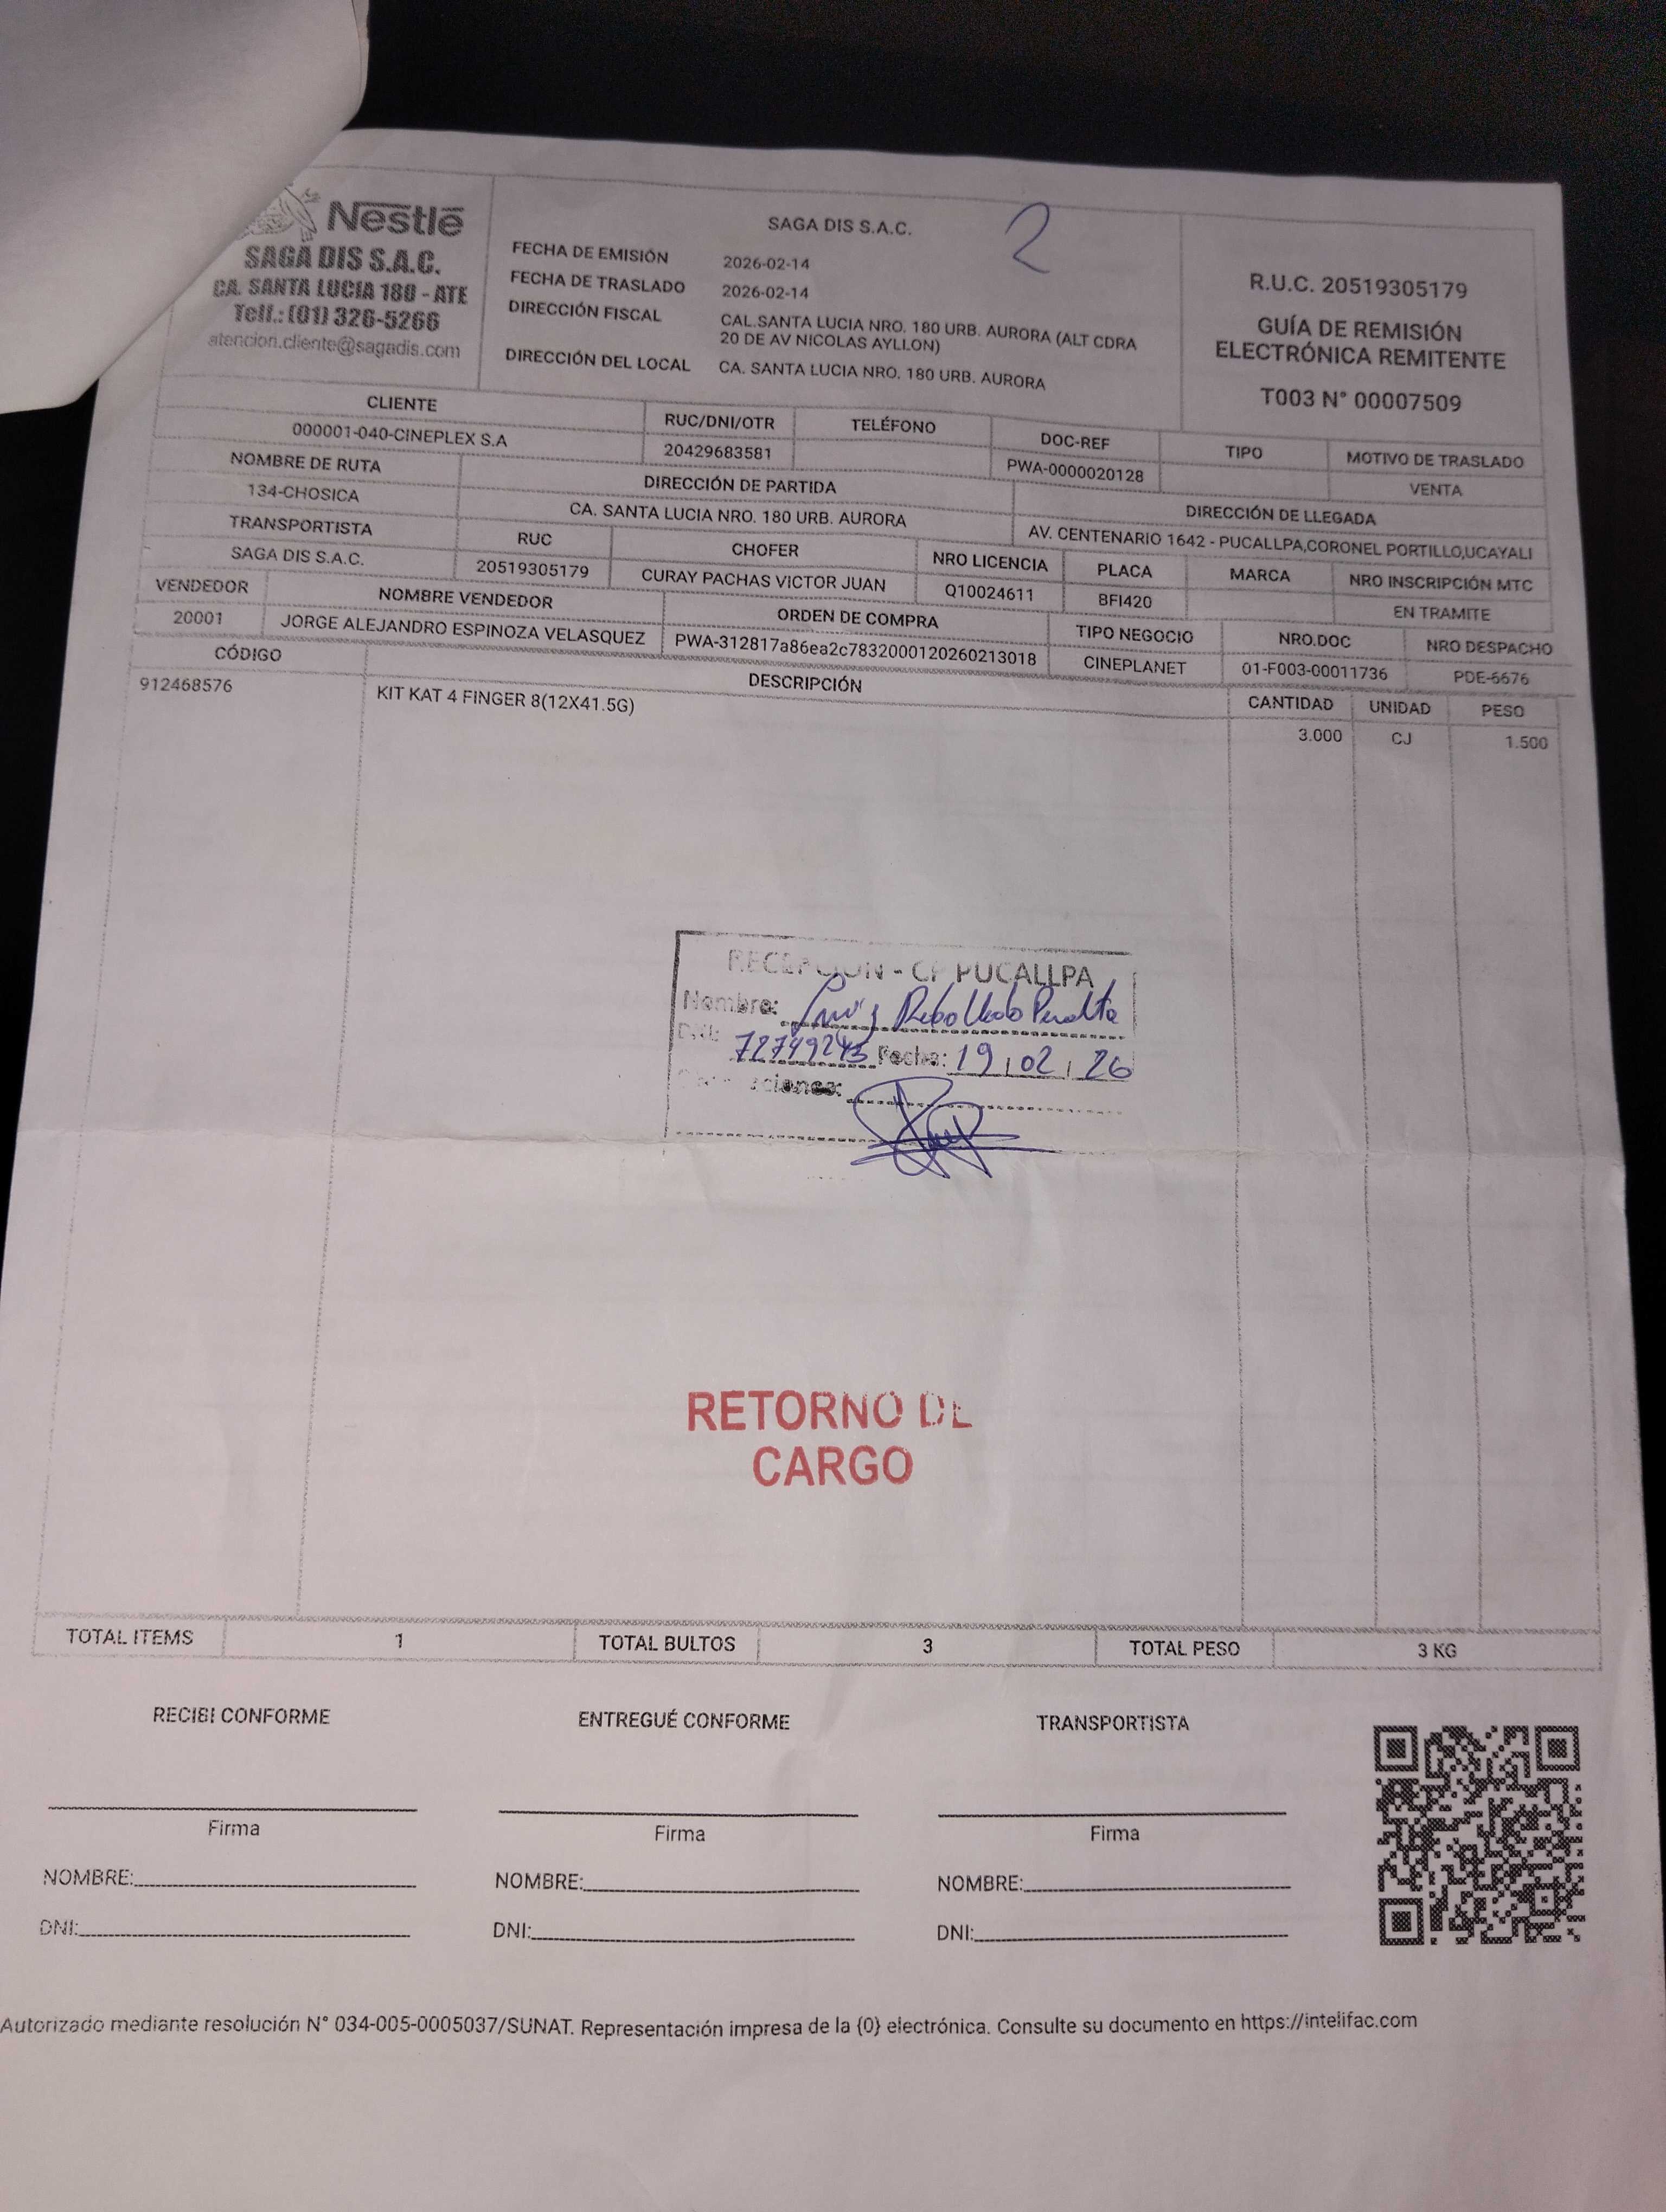 Nestlé
SAGA DIS S.A.C.
CA. SANTA LUCIA 180 - ATE
Telf.: (01) 326-5266
atencion.cliente@sagadis.com
SAGA DIS S.A.C.
2
FECHA DE EMISIÓN 2026-02-14
FECHA DE TRASLADO 2026-02-14
DIRECCIÓN FISCAL CAL.SANTA LUCIA NRO. 180 URB. AURORA (ALT CDRA
20 DE AV NICOLAS AYLLON)
DIRECCIÓN DEL LOCAL CA. SANTA LUCIA NRO. 180 URB. AURORA
R.U.C. 20519305179
GUÍA DE REMISIÓN
ELECTRÓNICA REMITENTE
T003 N° 00007509
CLIENTE RUC/DNI/OTR TELÉFONO DOC-REF TIPO MOTIVO DE TRASLADO
000001-040-CINEPLEX S.A 20429683581 PWA-0000020128 VENTA
NOMBRE DE RUTA DIRECCIÓN DE PARTIDA DIRECCIÓN DE LLEGADA
134-CHOSICA CA. SANTA LUCIA NRO. 180 URB. AURORA AV. CENTENARIO 1642 - PUCALLPA,CORONEL PORTILLO,UCAYALI
TRANSPORTISTA RUC CHOFER NRO LICENCIA PLACA MARCA NRO INSCRIPCIÓN MTC
SAGA DIS S.A.C. 20519305179 CURAY PACHAS VICTOR JUAN Q10024611 BFI420 EN TRAMITE
VENDEDOR NOMBRE VENDEDOR ORDEN DE COMPRA TIPO NEGOCIO NRO.DOC NRO DESPACHO
20001 JORGE ALEJANDRO ESPINOZA VELASQUEZ PWA-312817a86ea2c7832000120260213018 CINEPLANET 01-F003-00011736 PDE-6676
CÓDIGO DESCRIPCIÓN CANTIDAD UNIDAD PESO
912468576 KIT KAT 4 FINGER 8(12X41.5G) 3.000 CJ 1.500
RECEPCION - CP PUCALLPA
Nombre: Rebolledo Peralta
DNI: 72749245 Fecha: 19/02/26
RETORNO DE
CARGO
TOTAL ITEMS 1 TOTAL BULTOS 3 TOTAL PESO 3 KG
RECIBI CONFORME ENTREGUÉ CONFORME TRANSPORTISTA
Firma Firma Firma
NOMBRE: NOMBRE: NOMBRE:
DNI: DNI: DNI:
Autorizado mediante resolución N° 034-005-0005037/SUNAT. Representación impresa de la {0} electrónica. Consulte su documento en https://intelifac.com